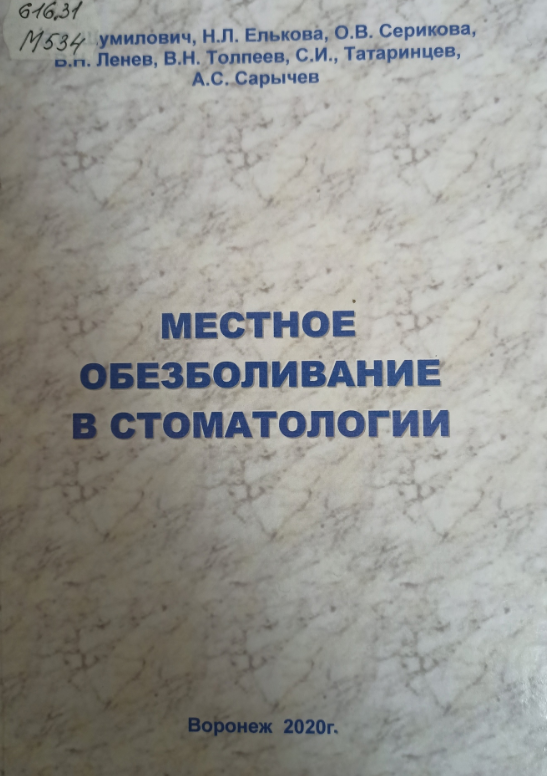 616.31
М534
умилович, Н.Л. Елькова, О.В. Серикова,
В.П. Ленев, В.Н. Толпеев, С.И., Татаринцев,
А.С. Сарычев
МЕСТНОЕ
ОБЕЗБОЛИВАНИЕ
В СТОМАТОЛОГИИ
Воронеж 2020г.